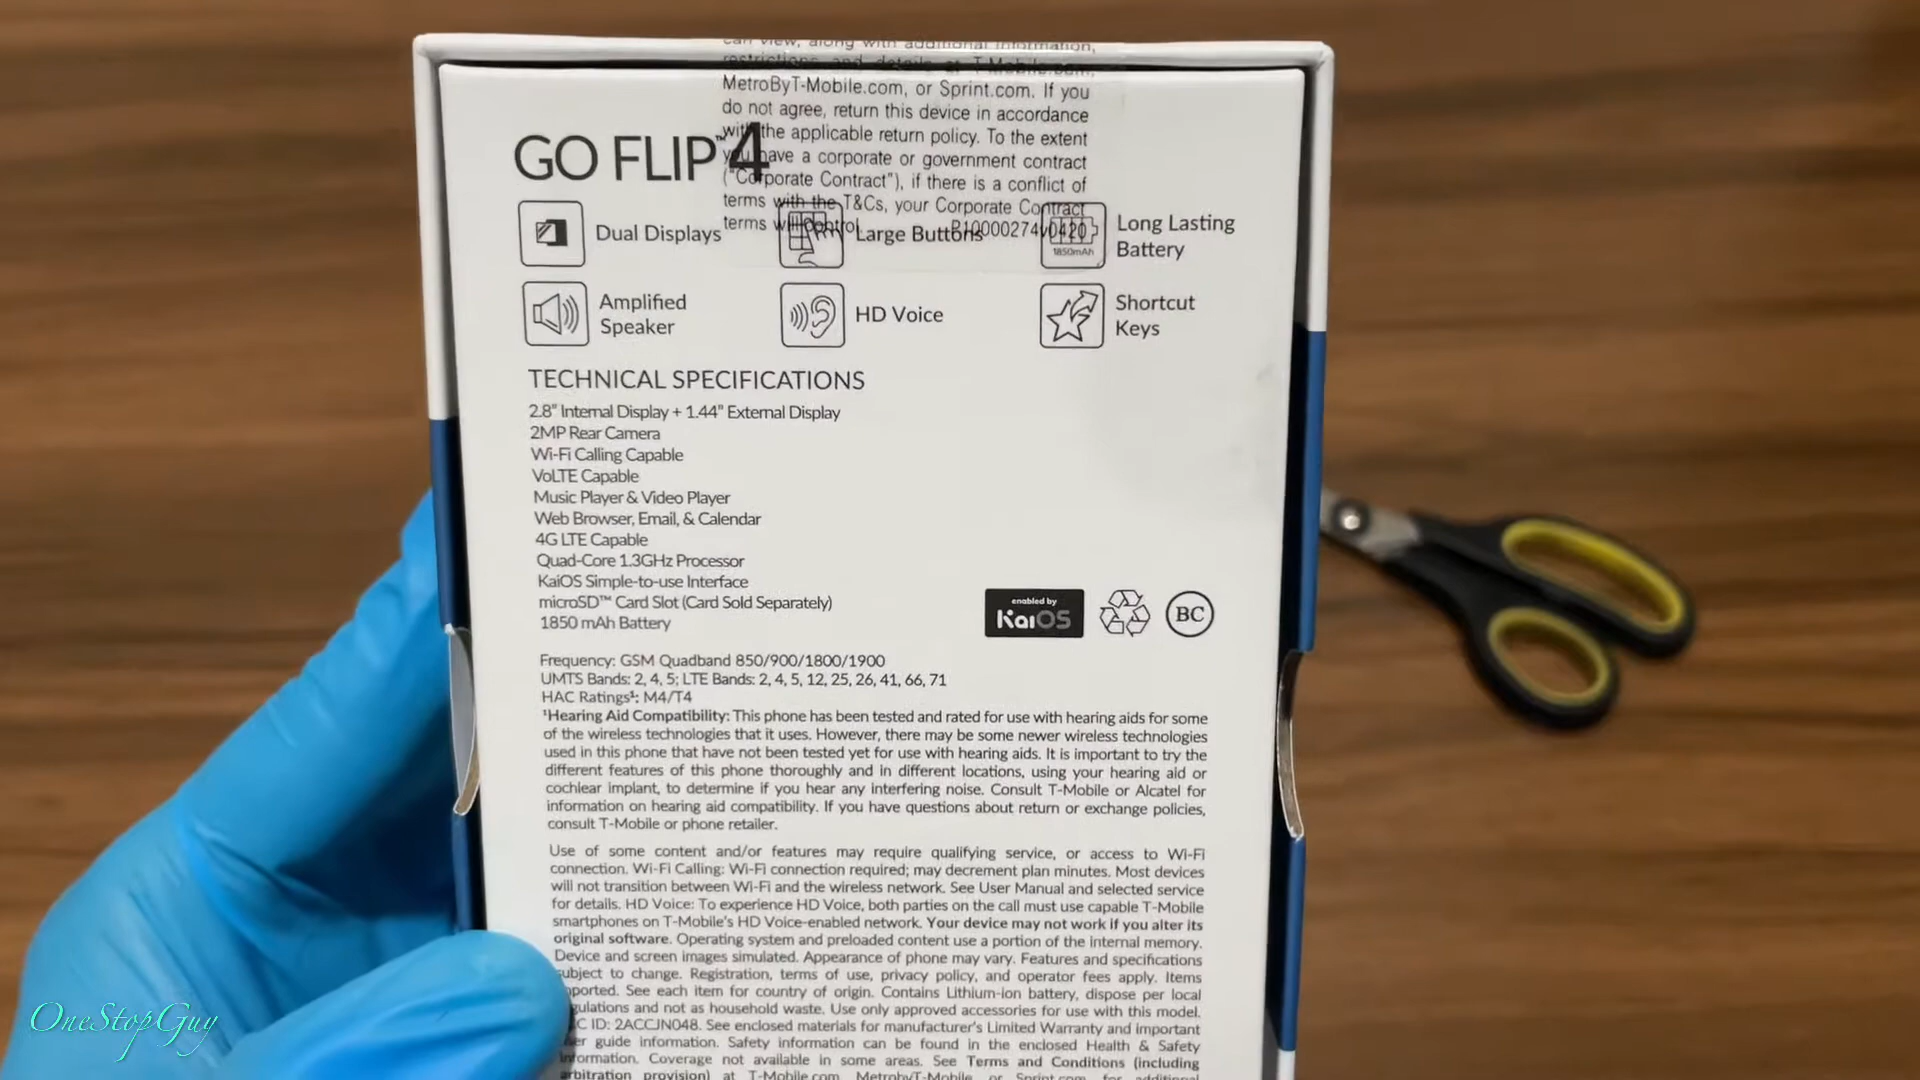 can view, along with additional information,
restrictions and details at T-Mobile.com,
MetroByT-Mobile.com, or Sprint.com. If you
do not agree, return this device in accordance
with the applicable return policy. To the extent
you have a corporate or government contract
("Corporate Contract"), if there is a conflict of
terms with the T&Cs, your Corporate Contract
terms will control.
P10000274v0420
GO FLIP™ 4
Dual Displays
Large Buttons
1850mAh
Long Lasting
Battery
Amplified
Speaker
HD Voice
Shortcut
Keys
TECHNICAL SPECIFICATIONS
2.8" Internal Display + 1.44" External Display
2MP Rear Camera
Wi-Fi Calling Capable
VoLTE Capable
Music Player & Video Player
Web Browser, Email, & Calendar
4G LTE Capable
Quad-Core 1.3GHz Processor
KaiOS Simple-to-use Interface
microSD™ Card Slot (Card Sold Separately)
1850 mAh Battery
enabled by
KaiOS
BC
Frequency: GSM Quadband 850/900/1800/1900
UMTS Bands: 2, 4, 5; LTE Bands: 2, 4, 5, 12, 25, 26, 41, 66, 71
HAC Ratings¹: M4/T4
¹Hearing Aid Compatibility: This phone has been tested and rated for use with hearing aids for some
of the wireless technologies that it uses. However, there may be some newer wireless technologies
used in this phone that have not been tested yet for use with hearing aids. It is important to try the
different features of this phone thoroughly and in different locations, using your hearing aid or
cochlear implant, to determine if you hear any interfering noise. Consult T-Mobile or Alcatel for
information on hearing aid compatibility. If you have questions about return or exchange policies,
consult T-Mobile or phone retailer.
Use of some content and/or features may require qualifying service, or access to Wi-Fi
connection. Wi-Fi Calling: Wi-Fi connection required; may decrement plan minutes. Most devices
will not transition between Wi-Fi and the wireless network. See User Manual and selected service
for details. HD Voice: To experience HD Voice, both parties on the call must use capable T-Mobile
smartphones on T-Mobile's HD Voice-enabled network. Your device may not work if you alter its
original software. Operating system and preloaded content use a portion of the internal memory.
Device and screen images simulated. Appearance of phone may vary. Features and specifications
subject to change. Registration, terms of use, privacy policy, and operator fees apply. Items
ported. See each item for country of origin. Contains Lithium-ion battery, dispose per local
gulations and not as household waste. Use only approved accessories for use with this model.
C ID: 2ACCJN048. See enclosed materials for manufacturer's Limited Warranty and important
er guide information. Safety information can be found in the enclosed Health & Safety
information. Coverage not available in some areas. See Terms and Conditions (including
arbitration provision) at T-Mobile.com, MetrobyT-Mobile, or Sprint.com for additional
OneStopGuy